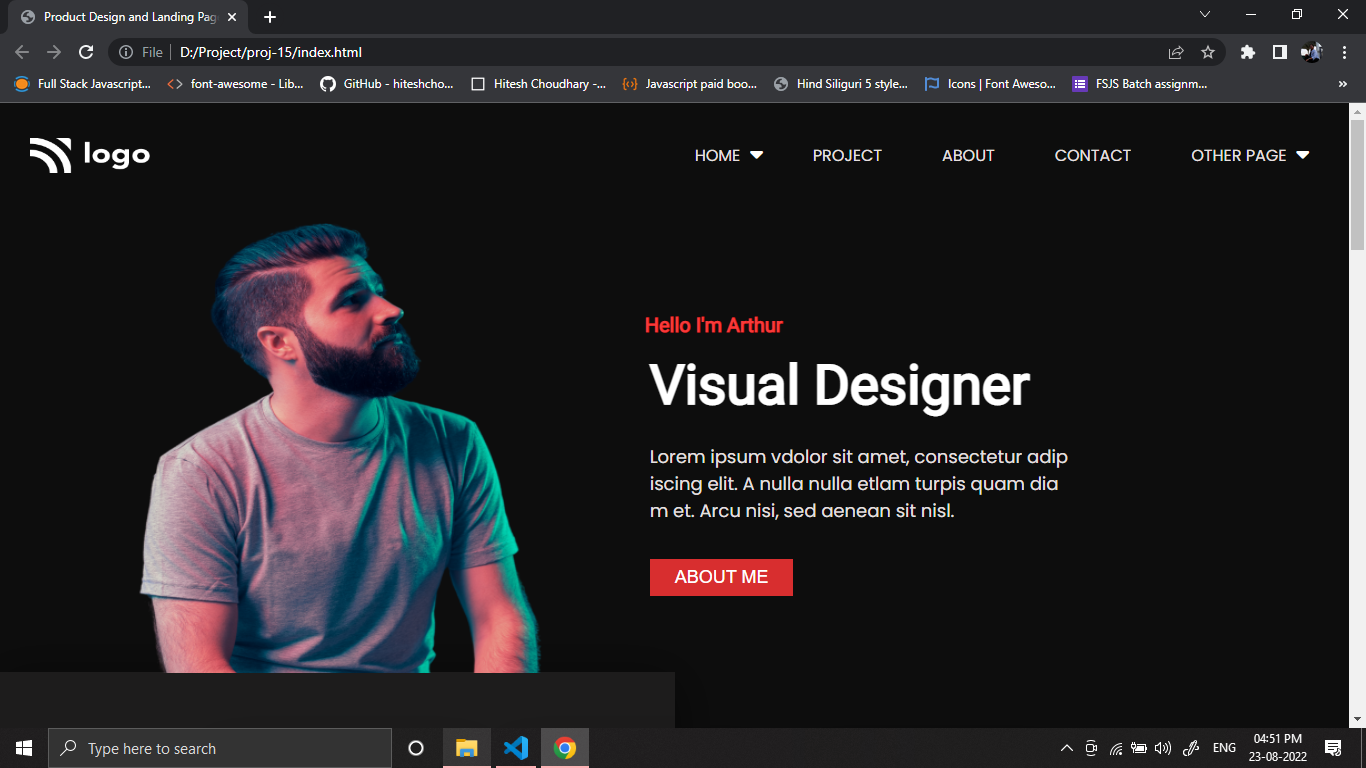 Product Design and Landing Pag
File
D:/Project/proj-15/index.html
Full Stack Javascript...
font-awesome - Lib...
GitHub - hiteshcho...
Hitesh Choudhary -...
Javascript paid boo...
Hind Siliguri 5 style...
Icons | Font Aweso...
FSJS Batch assignm...
»
logo
HOME
PROJECT
ABOUT
CONTACT
OTHER PAGE
Hello I'm Arthur
Visual Designer
Lorem ipsum vdolor sit amet, consectetur adip
iscing elit. A nulla nulla etlam turpis quam dia
m et. Arcu nisi, sed aenean sit nisl.
ABOUT ME
Type here to search
ENG
04:51 PM
23-08-2022